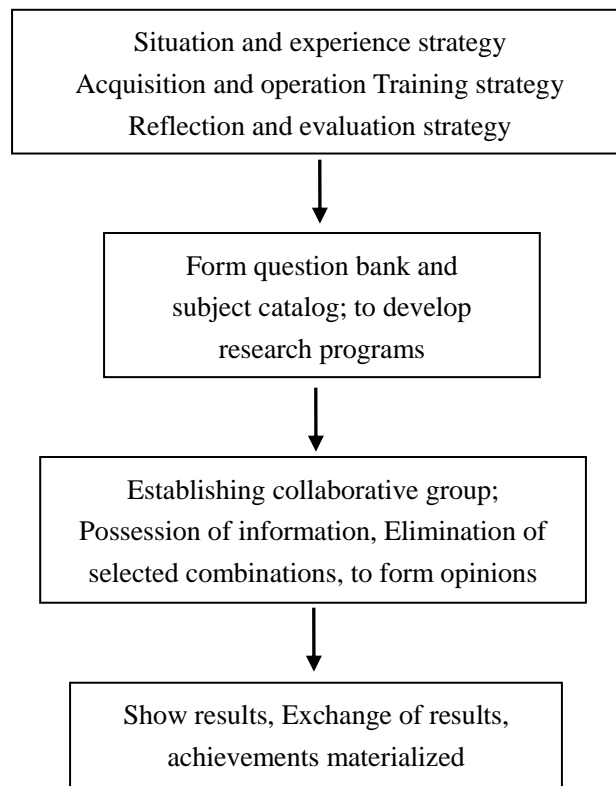 Situation and experience strategy
Acquisition and operation Training strategy
Reflection and evaluation strategy
Form question bank and
subject catalog; to develop
research programs
Establishing collaborative group;
Possession of information, Elimination of
selected combinations, to form opinions
Show results, Exchange of results,
achievements materialized